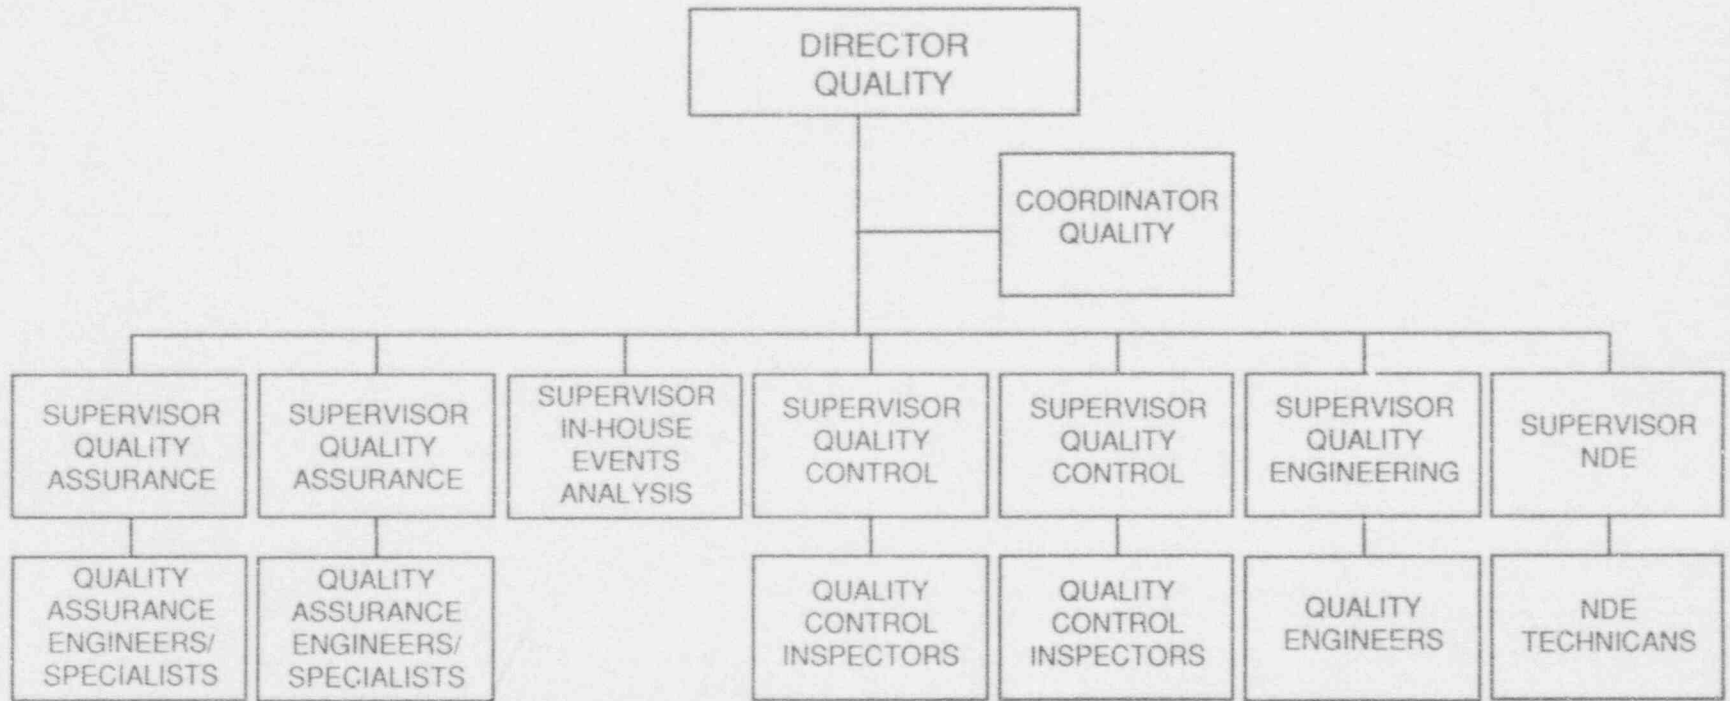 DIRECTOR
QUALITY
COORDINATOR
QUALITY
SUPERVISOR
QUALITY
ASSURANCE
SUPERVISOR
QUALITY
ASSURANCE
SUPERVISOR
IN-HOUSE
EVENTS
ANALYSIS
SUPERVISOR
QUALITY
CONTROL
SUPERVISOR
QUALITY
CONTROL
SUPERVISOR
QUALITY
ENGINEERING
SUPERVISOR
NDE
QUALITY
ASSURANCE
ENGINEERS/
SPECIALISTS
QUALITY
ASSURANCE
ENGINEERS/
SPECIALISTS
QUALITY
CONTROL
INSPECTORS
QUALITY
CONTROL
INSPECTORS
QUALITY
ENGINEERS
NDE
TECHNICANS